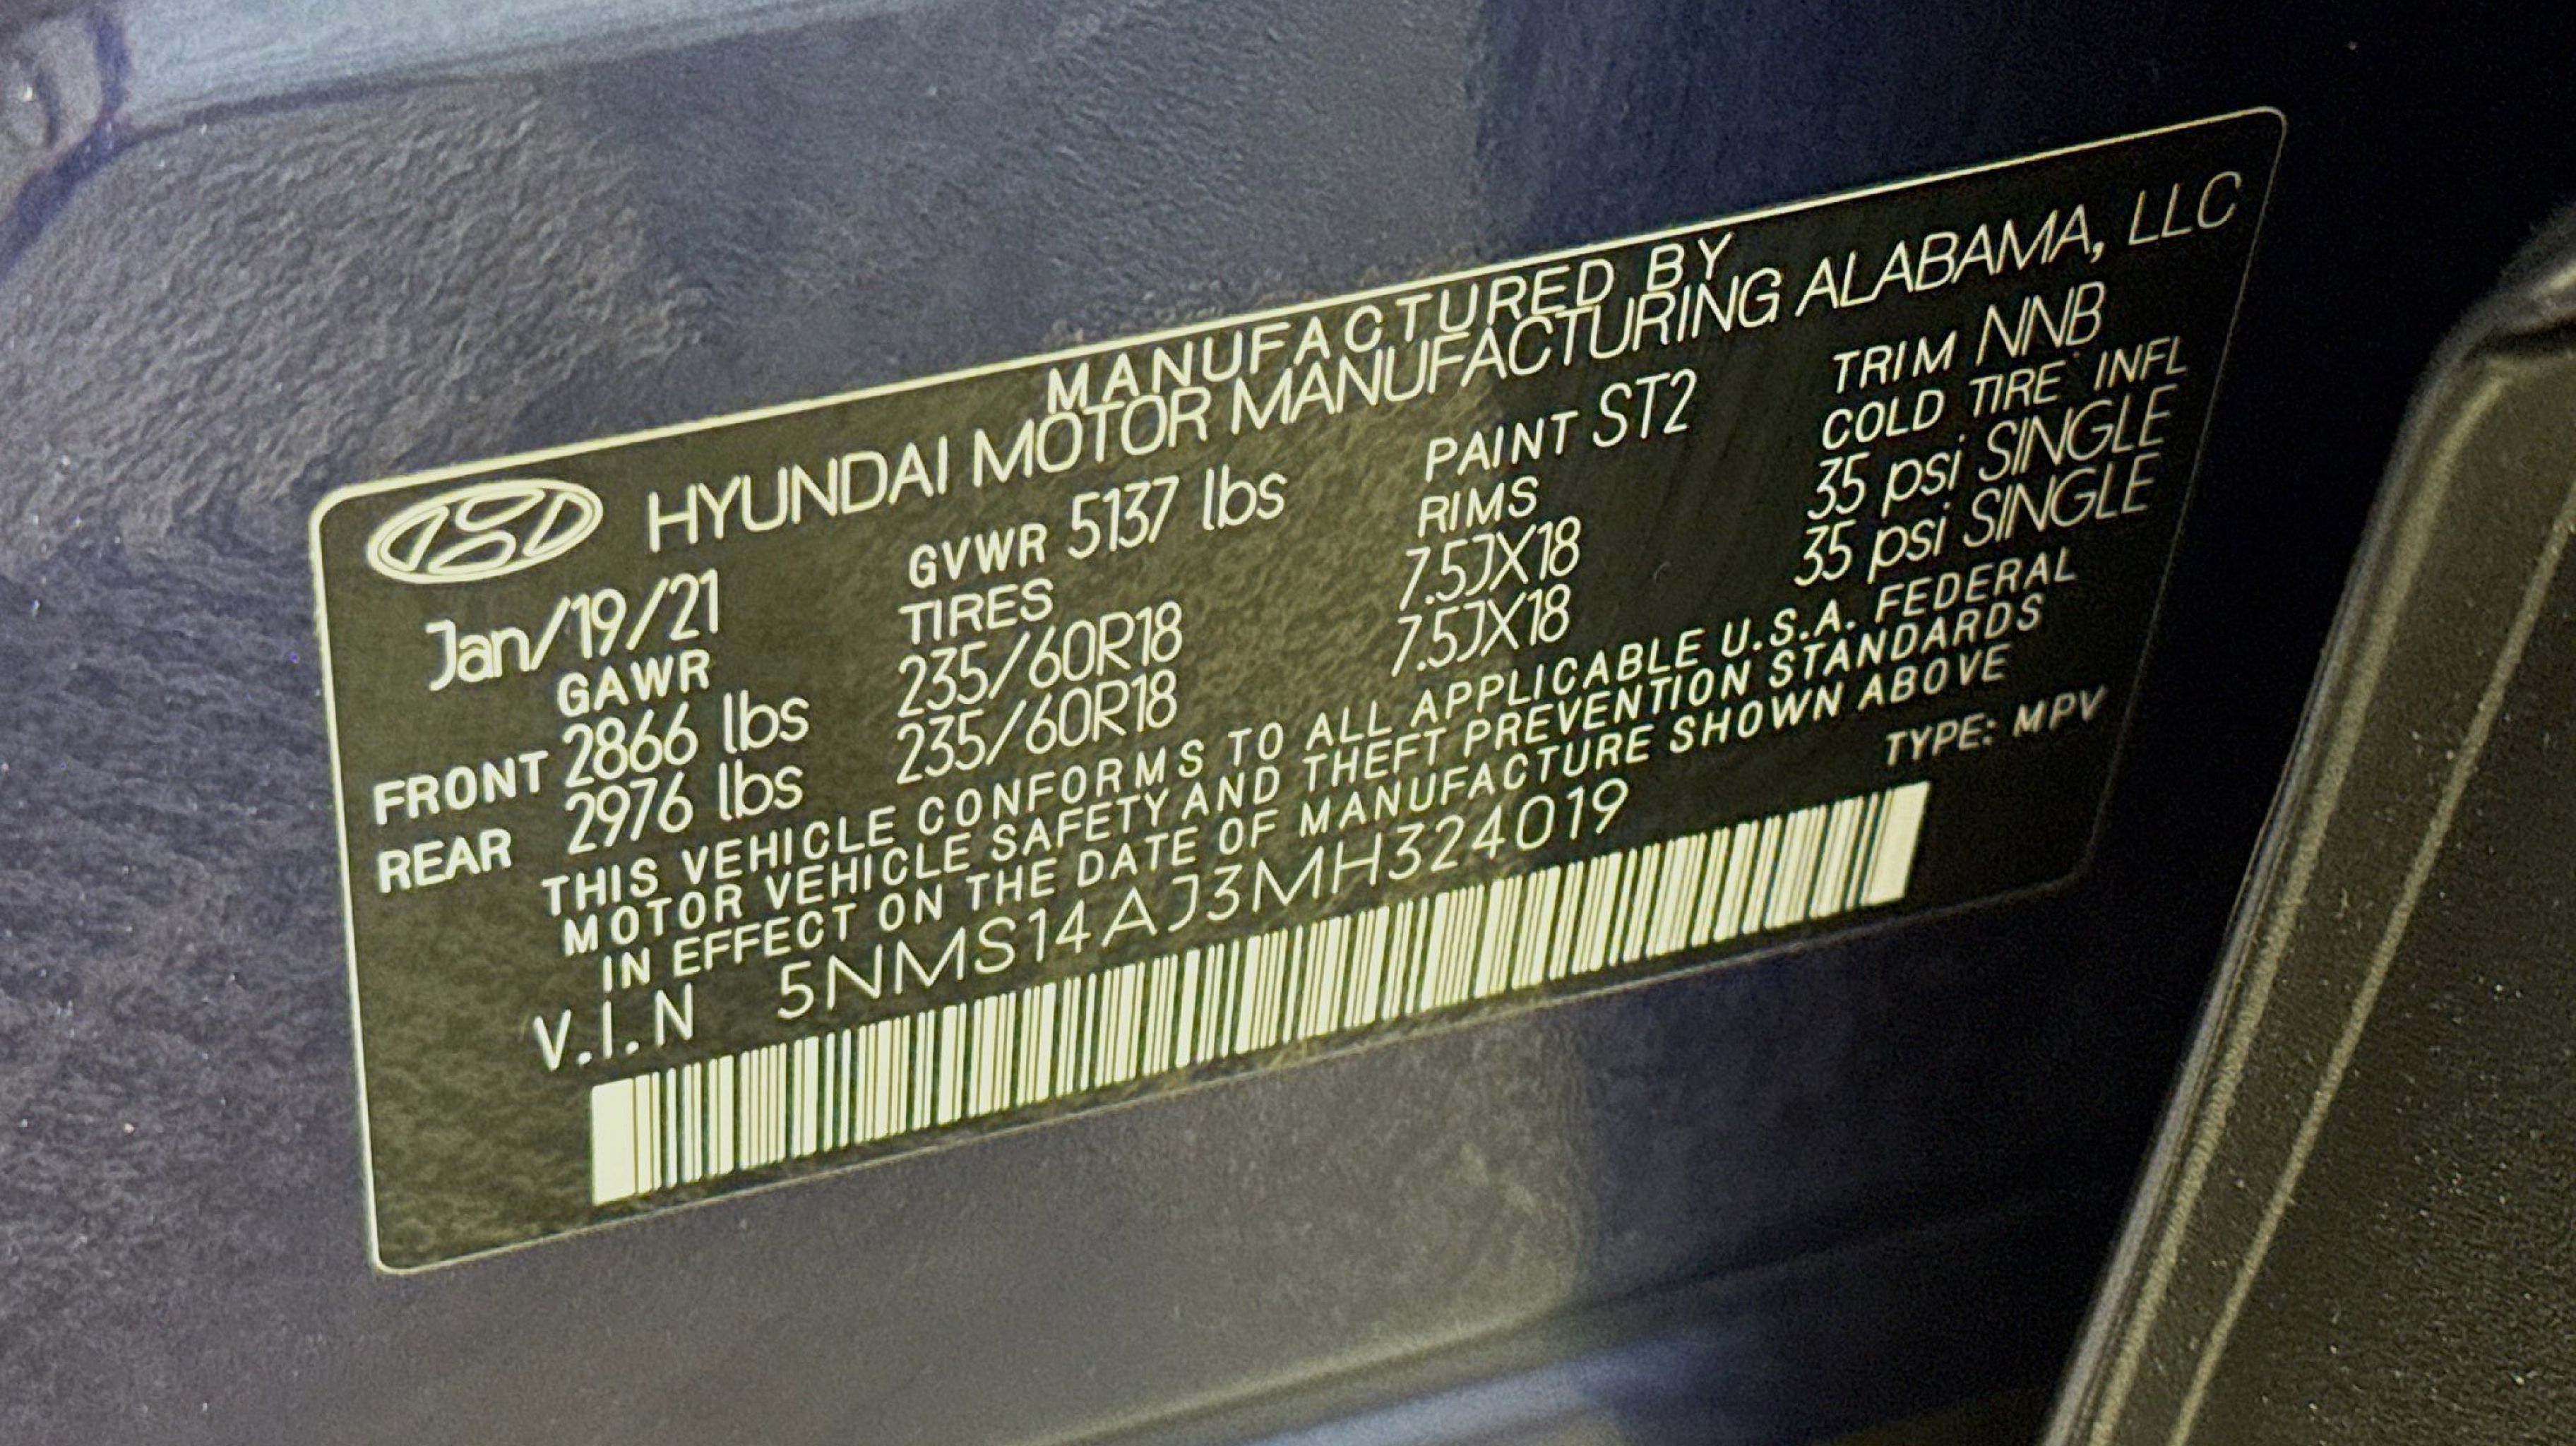 MANUFACTURED BY
HYUNDAI MOTOR MANUFACTURING ALABAMA, LLC
Jan/19/21 GVWR 5137 lbs PAINT ST2 TRIM NNB
GAWR TIRES RIMS COLD TIRE INFL
FRONT 2866 lbs 235/60R18 7.5JX18 35 psi SINGLE
REAR 2976 lbs 235/60R18 7.5JX18 35 psi SINGLE
THIS VEHICLE CONFORMS TO ALL APPLICABLE U.S.A. FEDERAL
MOTOR VEHICLE SAFETY AND THEFT PREVENTION STANDARDS
IN EFFECT ON THE DATE OF MANUFACTURE SHOWN ABOVE
V.I.N 5NMS14AJ3MH324019 TYPE: MPV